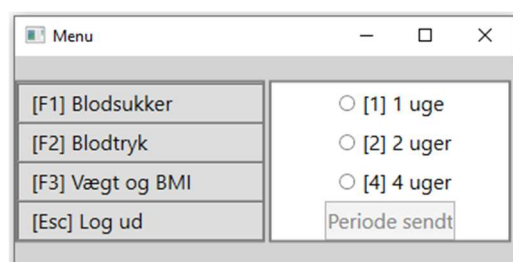 Menu
[F1] Blodsukker
[F2] Blodtryk
[F3] Vægt og BMI
[Esc] Log ud
[1] 1 uge
[2] 2 uger
[4] 4 uger
Periode sendt